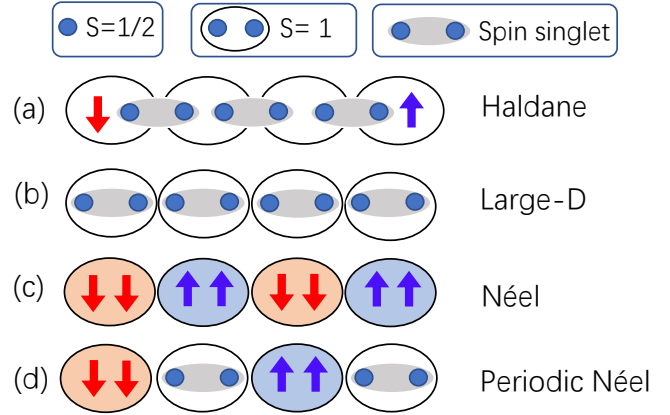 S=1/2
S= 1
Spin singlet
(a) Haldane
(b) Large-D
(c) Néel
(d) Periodic Néel